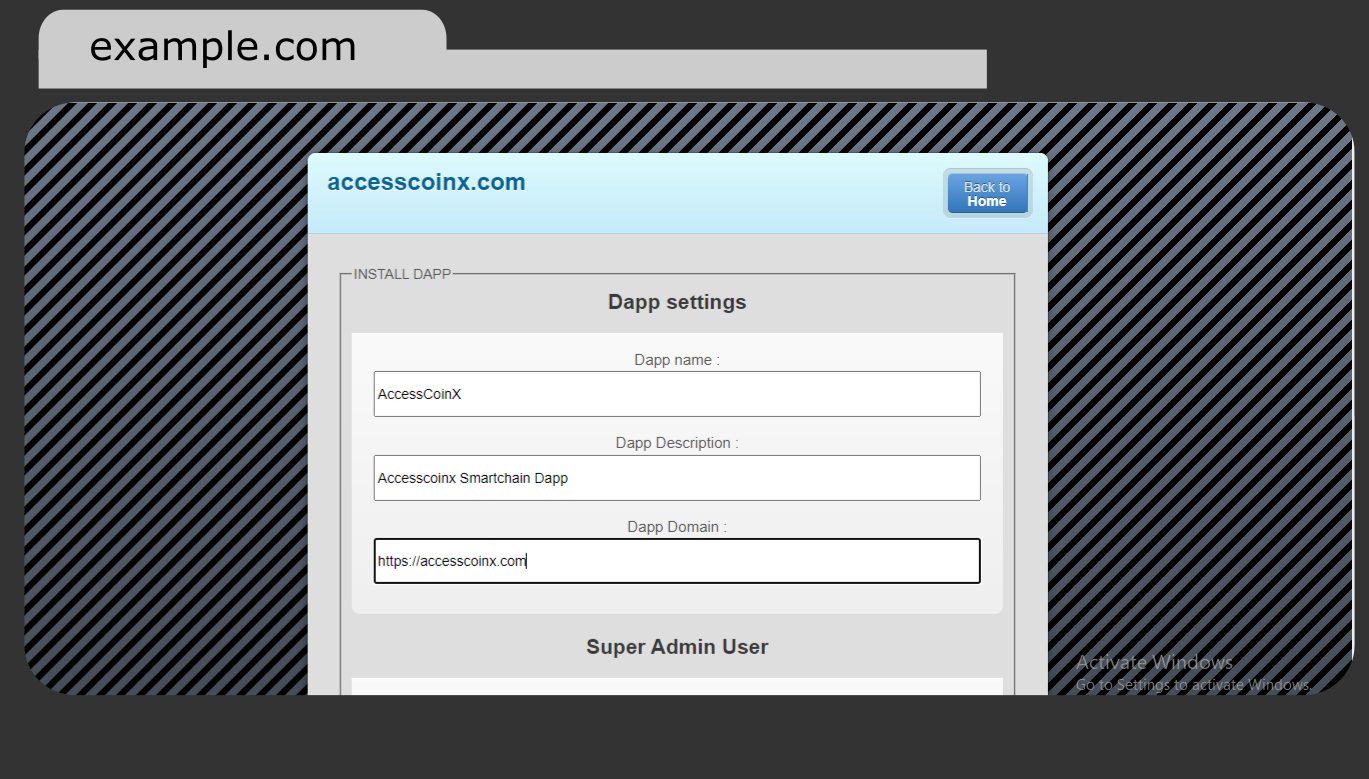 example.com
accesscoinx.com
Back to
Home
INSTALL DAPP
Dapp settings
Dapp name :
AccessCoinX
Dapp Description :
Accesscoinx Smartchain Dapp
Dapp Domain :
https://accesscoinx.com
Super Admin User
Activate Windows
Go to Settings to activate Windows.